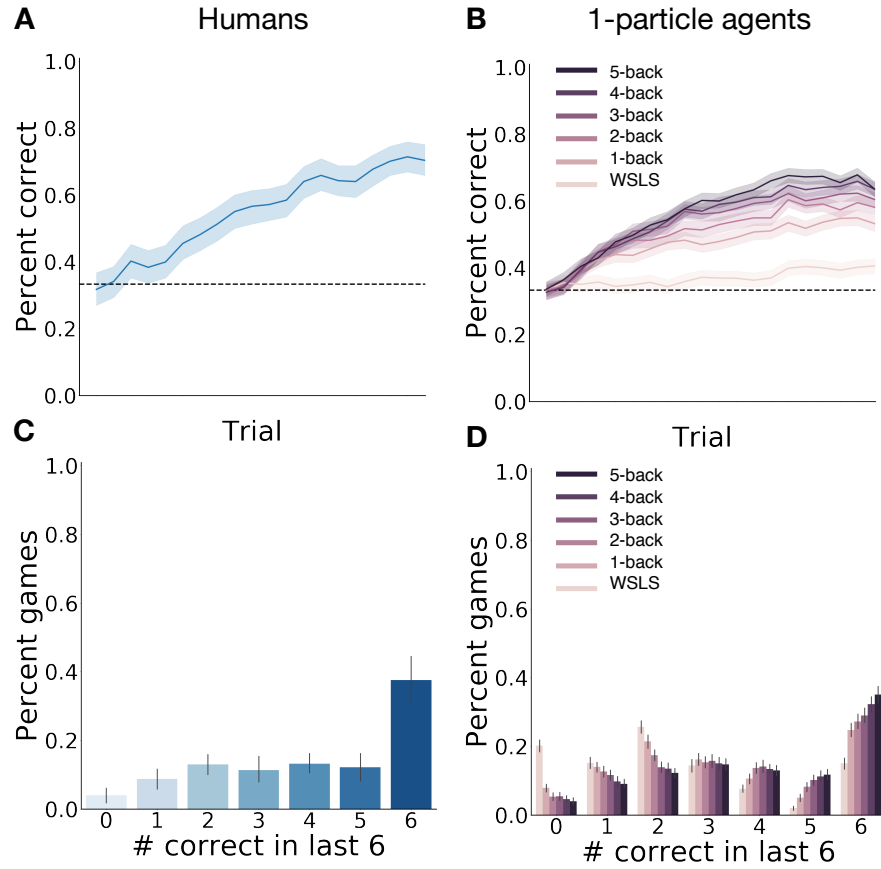 A
Humans
Percent correct
1.0
0.8
0.6
0.4
0.2
0.0
Trial
B
1-particle agents
Percent correct
1.0
0.8
0.6
0.4
0.2
0.0
5-back
4-back
3-back
2-back
1-back
WSLS
Trial
C
Percent games
1.0
0.8
0.6
0.4
0.2
0.0
0 1 2 3 4 5 6
# correct in last 6
D
Percent games
1.0
0.8
0.6
0.4
0.2
0.0
5-back
4-back
3-back
2-back
1-back
WSLS
0 1 2 3 4 5 6
# correct in last 6